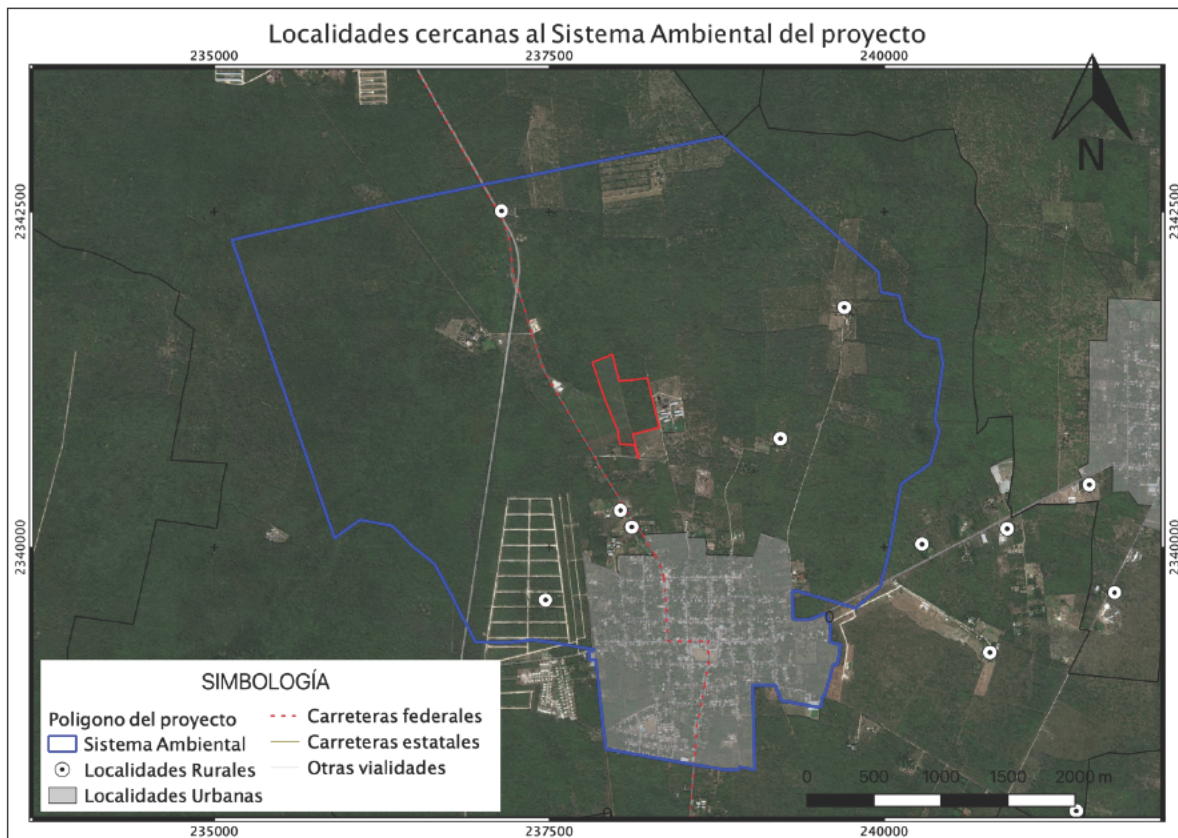 Localidades cercanas al Sistema Ambiental del proyecto
235000 237500 240000
2342500 2342500
N
2340000 2340000
SIMBOLOGÍA
Poligono del proyecto
Sistema Ambiental
Localidades Rurales
Localidades Urbanas
Carreteras federales
Carreteras estatales
Otras vialidades
0 500 1000 1500 2000 m
235000 237500 240000